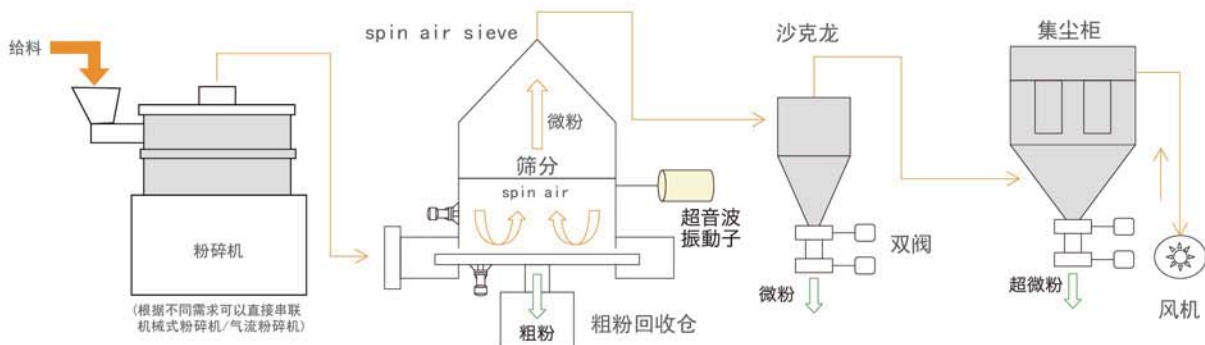 给料
粉碎机
(根据不同需求可以直接串联
机械式粉碎机/气流粉碎机)
spin air sieve
微粉
筛分
spin air
超音波
振動子
粗粉
粗粉回收仓
沙克龙
双阀
微粉
集尘柜
超微粉
风机